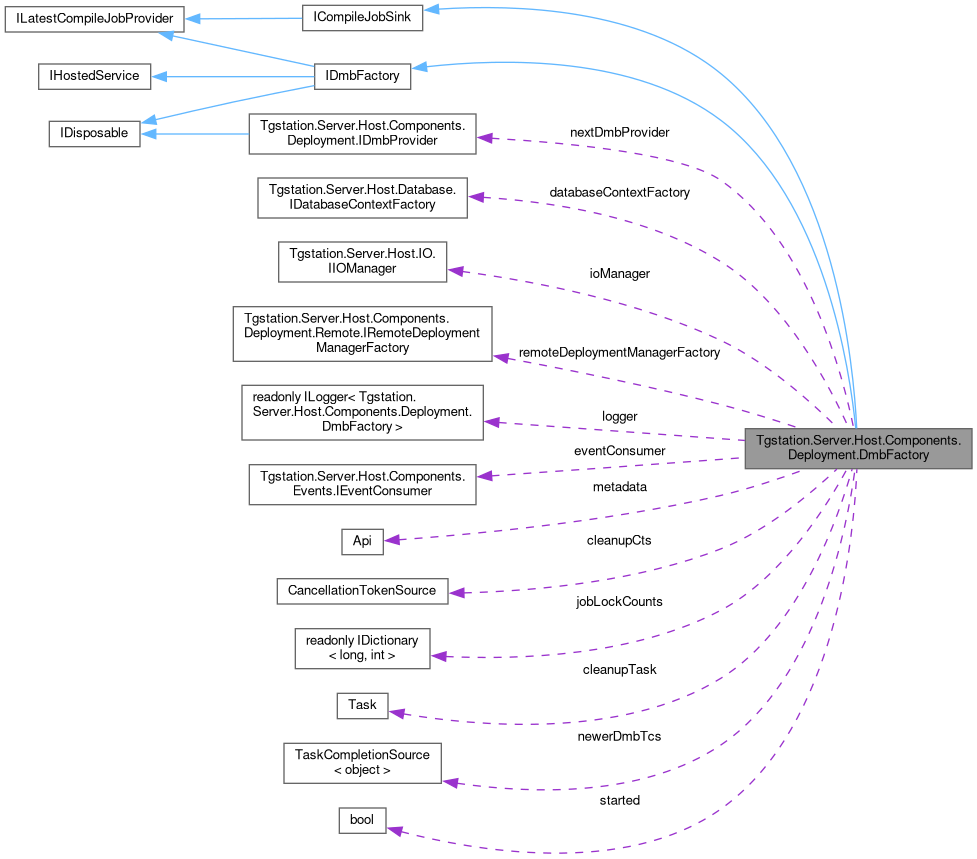 ILatestCompileJobProvider
ICompileJobSink
IHostedService
IDmbFactory
IDisposable
Tgstation.Server.Host.Components.
Deployment.IDmbProvider
nextDmbProvider
Tgstation.Server.Host.Database.
IDatabaseContextFactory
databaseContextFactory
Tgstation.Server.Host.IO.
IIOManager
ioManager
Tgstation.Server.Host.Components.
Deployment.Remote.IRemoteDeployment
ManagerFactory
remoteDeploymentManagerFactory
readonly ILogger< Tgstation.
Server.Host.Components.Deployment.
DmbFactory >
logger
Tgstation.Server.Host.Components.
Deployment.DmbFactory
Tgstation.Server.Host.Components.
Events.IEventConsumer
eventConsumer
metadata
Api
cleanupCts
CancellationTokenSource
jobLockCounts
readonly IDictionary
< long, int >
cleanupTask
Task
newerDmbTcs
TaskCompletionSource
< object >
started
bool